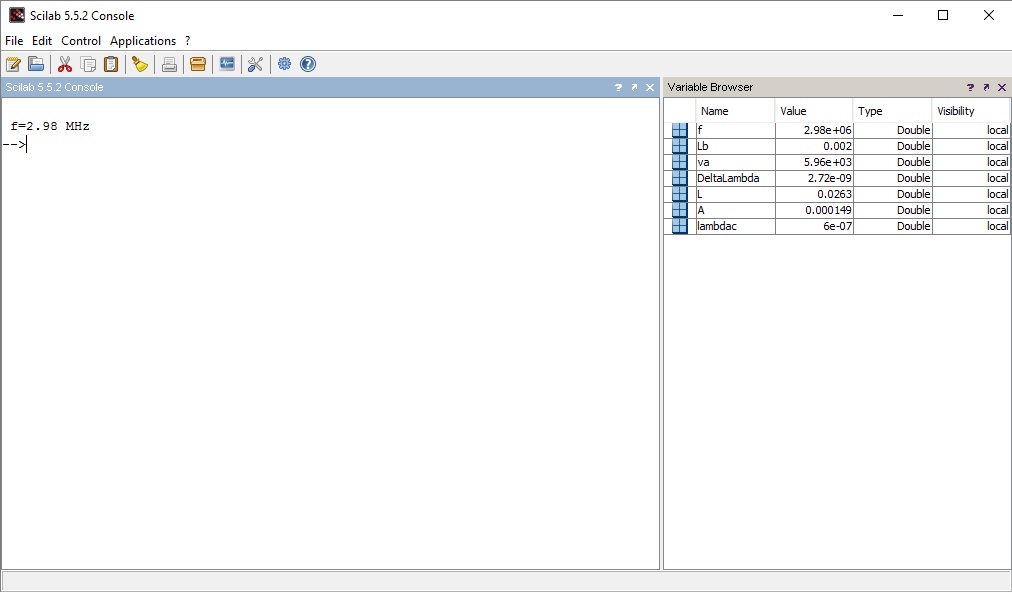 Scilab 5.5.2 Console
File Edit Control Applications ?
Scilab 5.5.2 Console ?
f=2.98 MHz
-->
Variable Browser ?
Name Value Type Visibility
f 2.98e+06 Double local
Lb 0.002 Double local
va 5.96e+03 Double local
DeltaLambda 2.72e-09 Double local
L 0.0263 Double local
A 0.000149 Double local
lambdac 6e-07 Double local